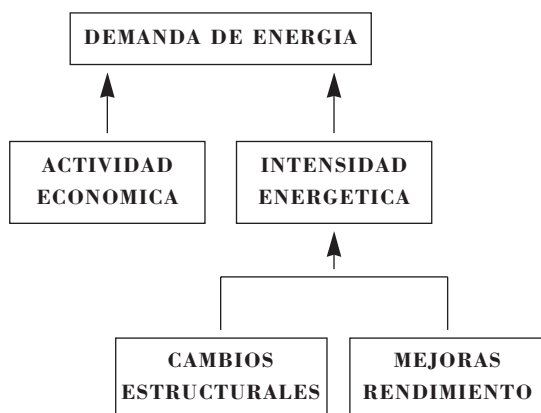 DEMANDA DE ENERGIA
ACTIVIDAD
ECONOMICA
INTENSIDAD
ENERGETICA
CAMBIOS
ESTRUCTURALES
MEJORAS
RENDIMIENTO